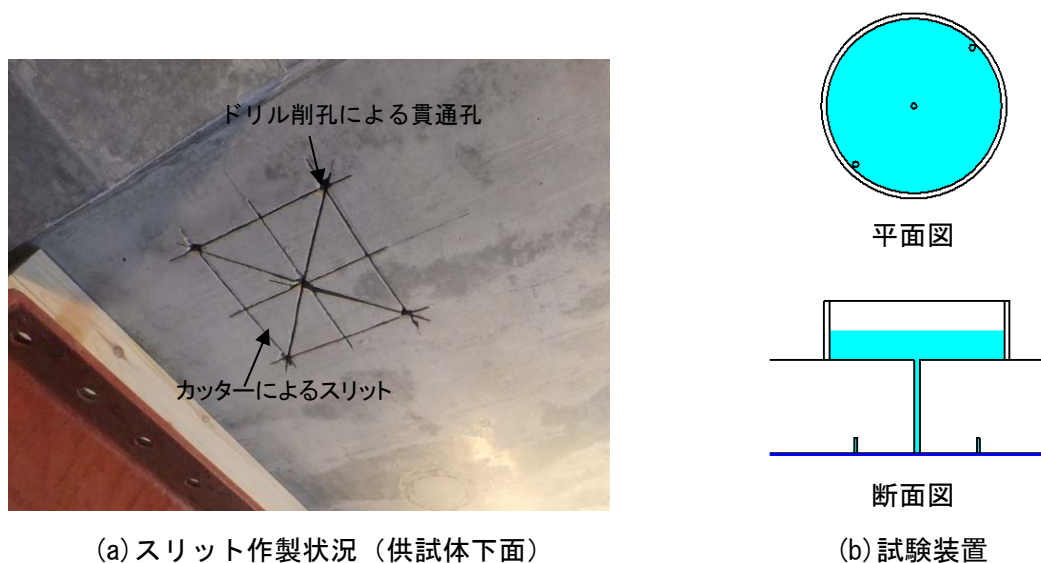 ドリル削孔による貫通孔
カッターによるスリット
(a)スリット作製状況（供試体下面）
平面図
断面図
(b)試験装置